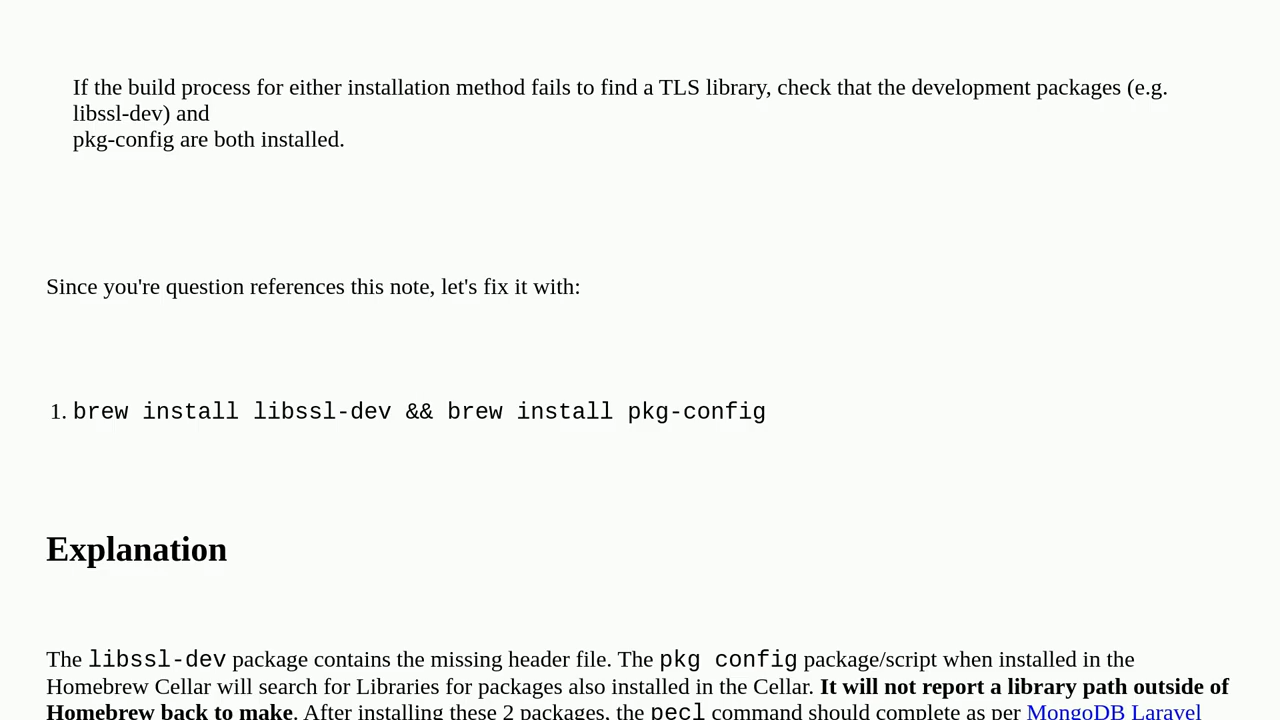 If the build process for either installation method fails to find a TLS library, check that the development packages (e.g.
libssl-dev) and
pkg-config are both installed.
Since you're question references this note, let's fix it with:
1. brew install libssl-dev && brew install pkg-config
Explanation
The libssl-dev package contains the missing header file. The pkg config package/script when installed in the
Homebrew Cellar will search for Libraries for packages also installed in the Cellar. It will not report a library path outside of
Homebrew back to make. After installing these 2 packages, the pecl command should complete as per MongoDB Laravel